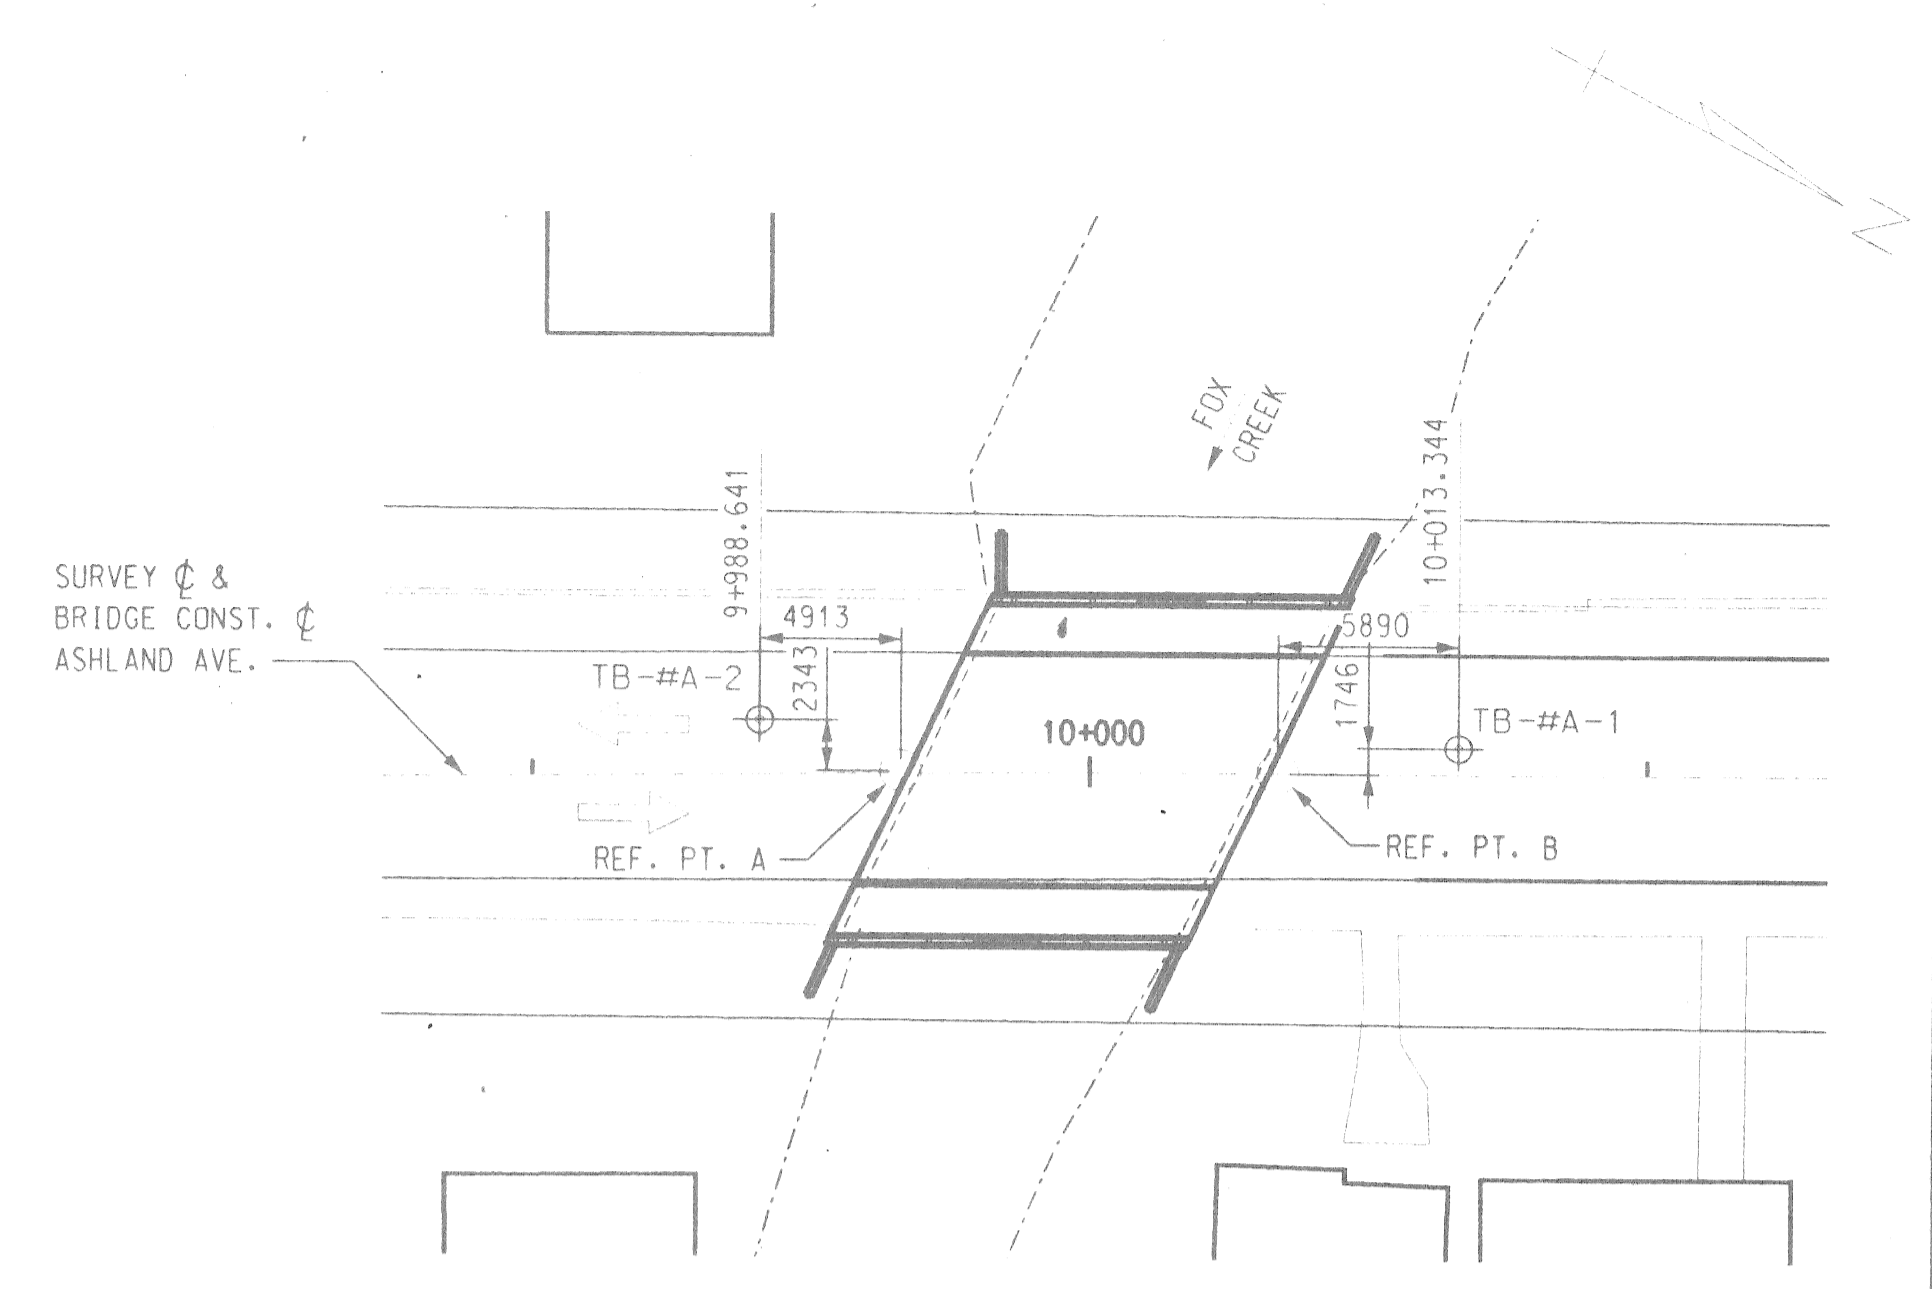 N
FOX
CREEK
9+988.641
10+013.344
SURVEY ℄ &
BRIDGE CONST. ℄
ASHLAND AVE.
4913
5890
2343
1746
TB-#A-2
TB-#A-1
10+000
REF. PT. A
REF. PT. B